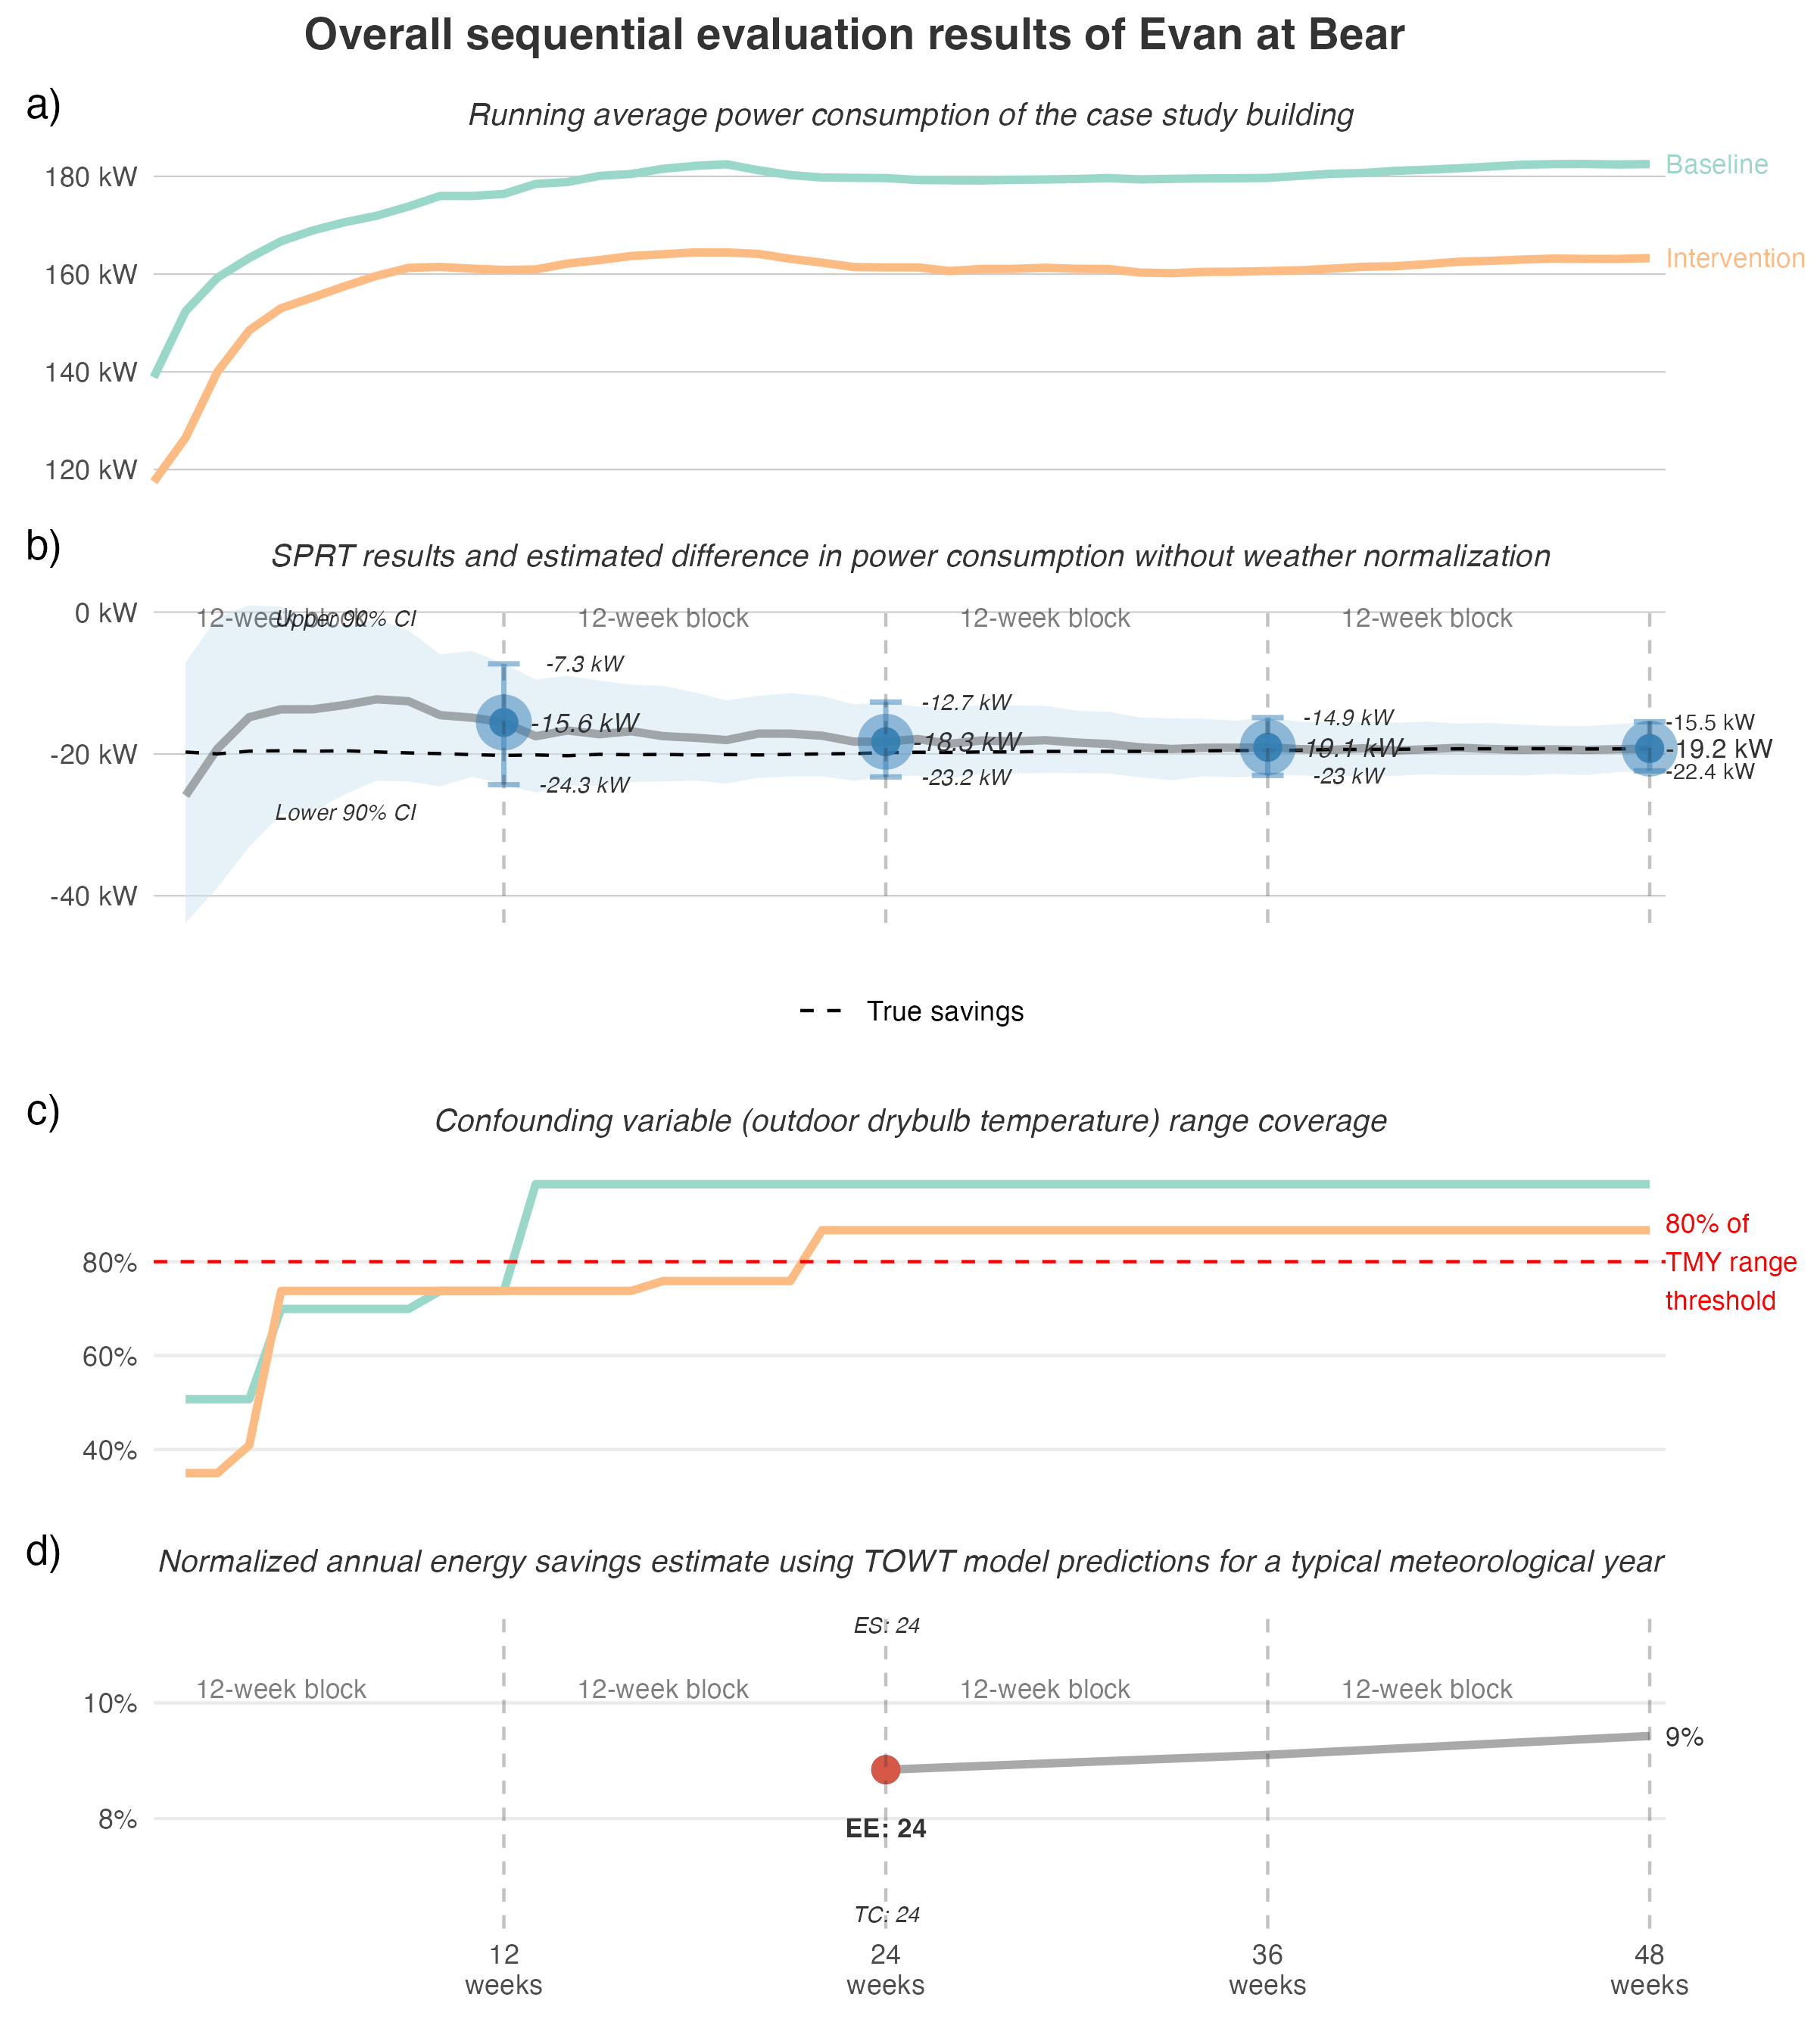 Overall sequential evaluation results of Evan at Bear
a)
Running average power consumption of the case study building
180 kW
160 kW
140 kW
120 kW
Baseline
Intervention
b)
SPRT results and estimated difference in power consumption without weather normalization
0 kW
-20 kW
-40 kW
12-week block
12-week block
12-week block
12-week block
Upper 90% CI
Lower 90% CI
-7.3 kW
-15.6 kW
-24.3 kW
-12.7 kW
-18.3 kW
-23.2 kW
-14.9 kW
-19.1 kW
-23 kW
-15.5 kW
-19.2 kW
-22.4 kW
True savings
c)
Confounding variable (outdoor drybulb temperature) range coverage
80%
60%
40%
80% of
TMY range
threshold
d)
Normalized annual energy savings estimate using TOWT model predictions for a typical meteorological year
ES: 24
12-week block
12-week block
12-week block
12-week block
10%
8%
9%
EE: 24
TC: 24
12
weeks
24
weeks
36
weeks
48
weeks